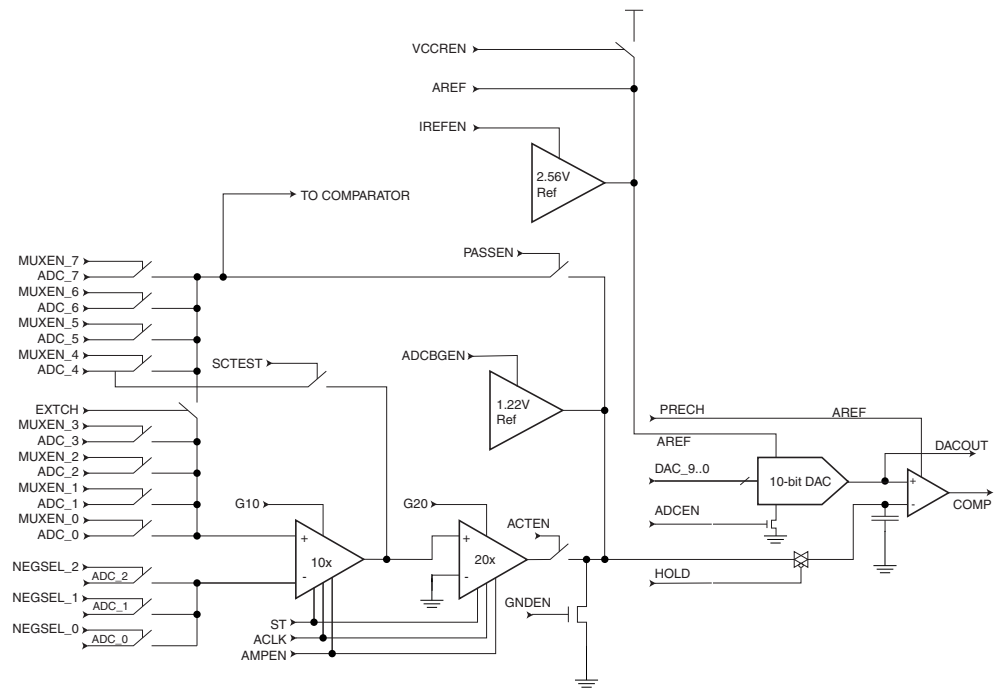 VCCREN
AREF
IREFEN
2.56V
Ref
TO COMPARATOR
PASSEN
MUXEN_7
ADC_7
MUXEN_6
ADC_6
MUXEN_5
ADC_5
MUXEN_4
ADC_4
SCTEST
ADCBGEN
1.22V
Ref
EXTCH
MUXEN_3
ADC_3
MUXEN_2
ADC_2
MUXEN_1
ADC_1
MUXEN_0
ADC_0
PRECH
AREF
AREF
DACOUT
DAC_9..0
10-bit DAC
+
-
COMP
ADCEN
HOLD
G10
+
10x
-
G20
+
20x
-
ACTEN
NEGSEL_2
ADC_2
NEGSEL_1
ADC_1
NEGSEL_0
ADC_0
GNDEN
ST
ACLK
AMPEN